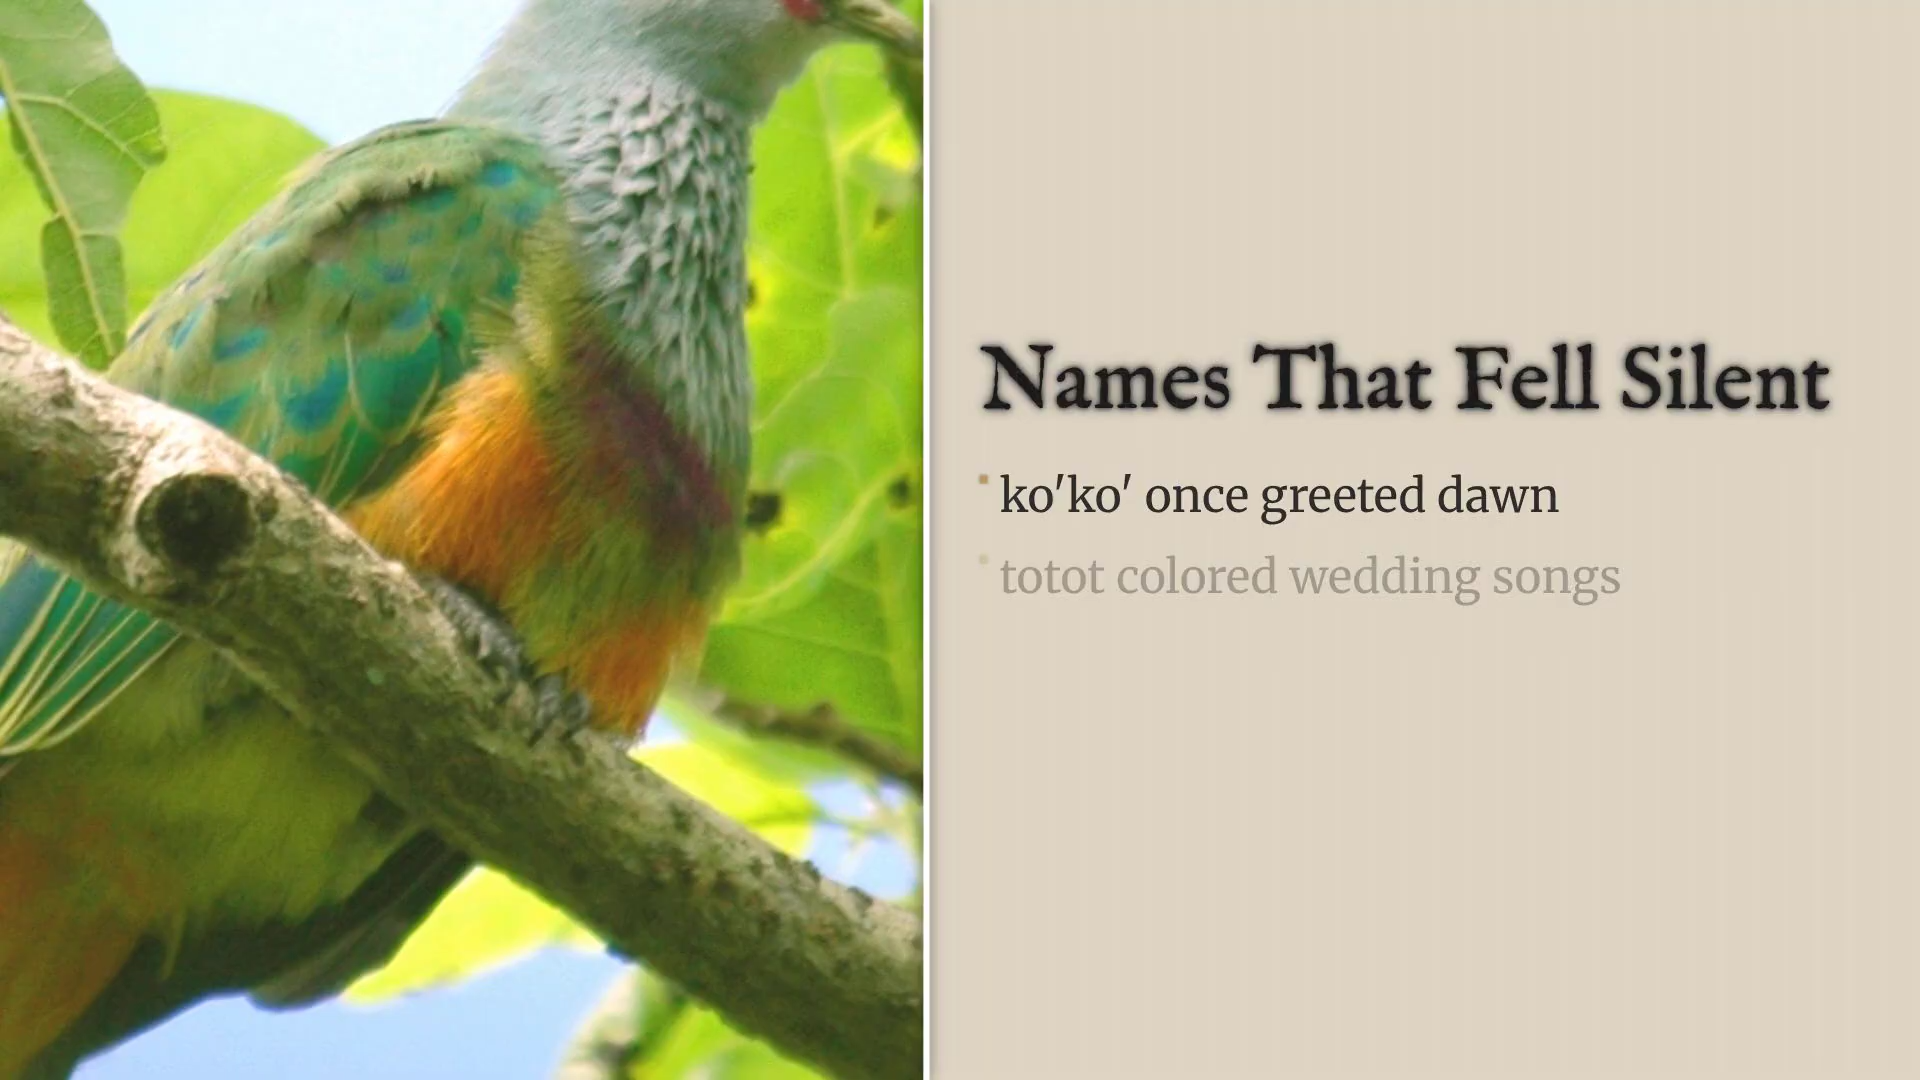 Names That Fell Silent
ko'ko' once greeted dawn
totot colored wedding songs